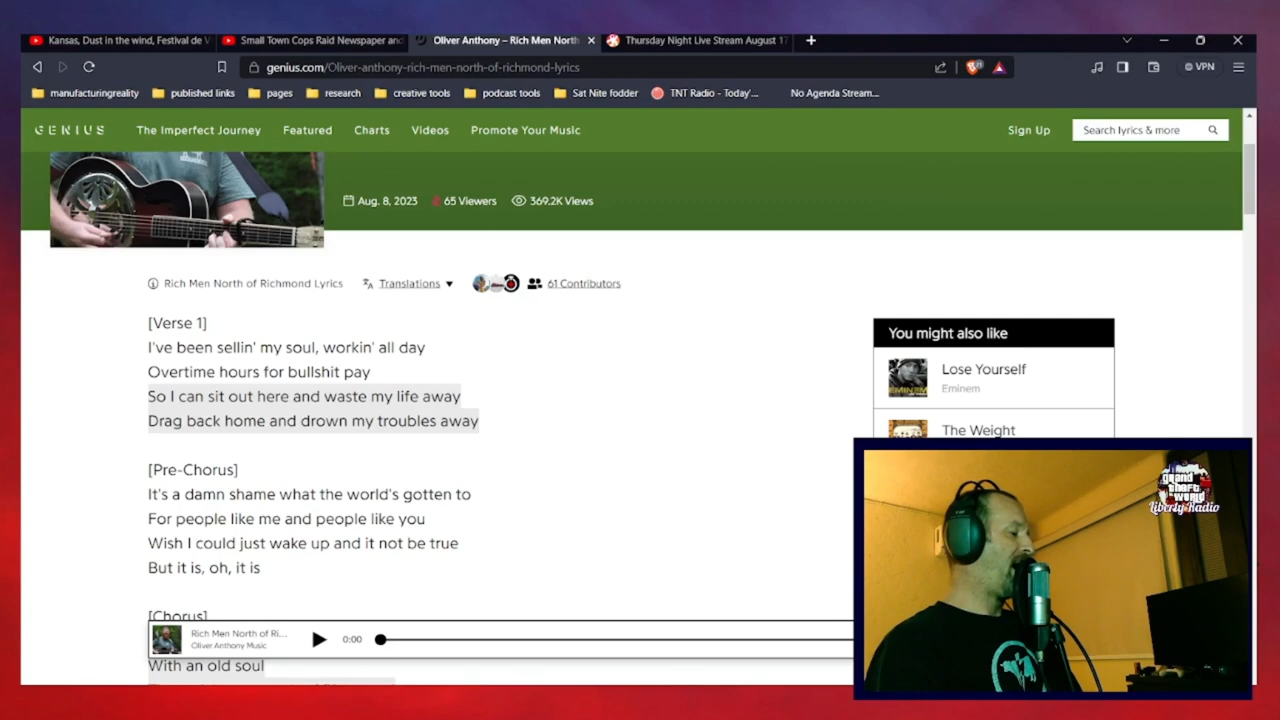 Kansas, Dust in the wind, Festival de V
Small Town Cops Raid Newspaper and
Oliver Anthony – Rich Men North
Thursday Night Live Stream August 17
genius.com/Oliver-anthony-rich-men-north-of-richmond-lyrics
VPN
manufacturingreality
published links
pages
research
creative tools
podcast tools
Sat Nite fodder
TNT Radio - Today'...
No Agenda Stream...
GENIUS
The Imperfect Journey
Featured
Charts
Videos
Promote Your Music
Sign Up
Search lyrics & more
Aug. 8, 2023
65 Viewers
369.2K Views
Rich Men North of Richmond Lyrics
Translations
61 Contributors
[Verse 1]
I've been sellin' my soul, workin' all day
Overtime hours for bullshit pay
So I can sit out here and waste my life away
Drag back home and drown my troubles away
[Pre-Chorus]
It's a damn shame what the world's gotten to
For people like me and people like you
Wish I could just wake up and it not be true
But it is, oh, it is
[Chorus]
With an old soul
You might also like
Lose Yourself
Eminem
The Weight
Rich Men North of Ri...
Oliver Anthony Music
0:00
grand
theft
world
Liberty Radio